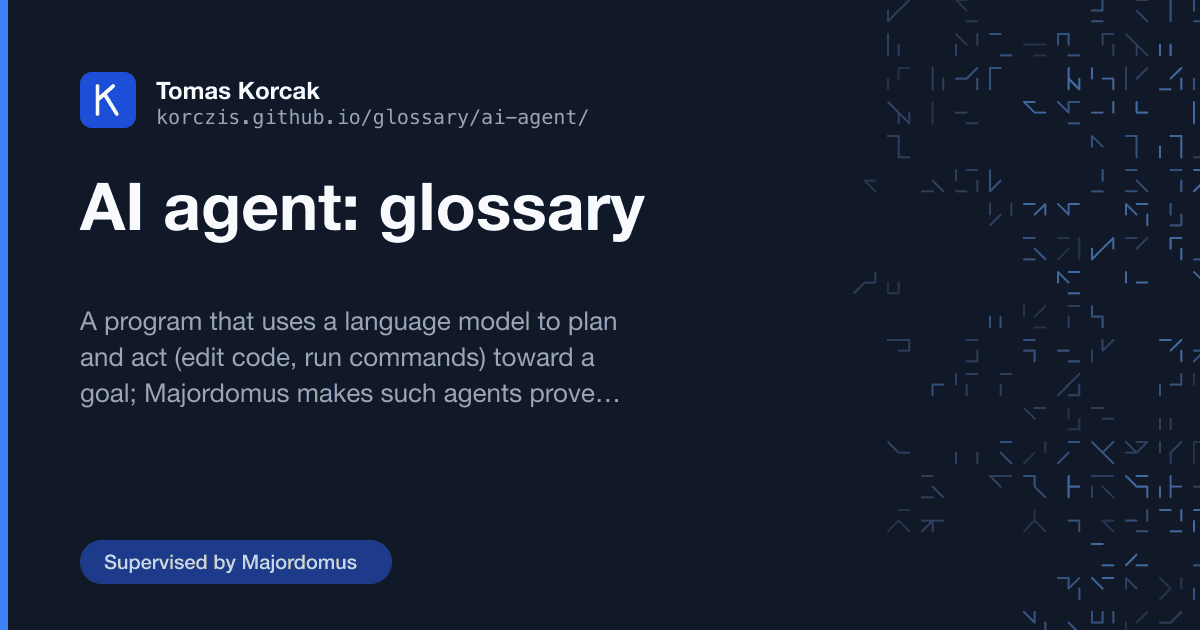 K
Tomas Korcak
korczis.github.io/glossary/ai-agent/
AI agent: glossary
A program that uses a language model to plan
and act (edit code, run commands) toward a
goal; Majordomus makes such agents prove…
Supervised by Majordomus